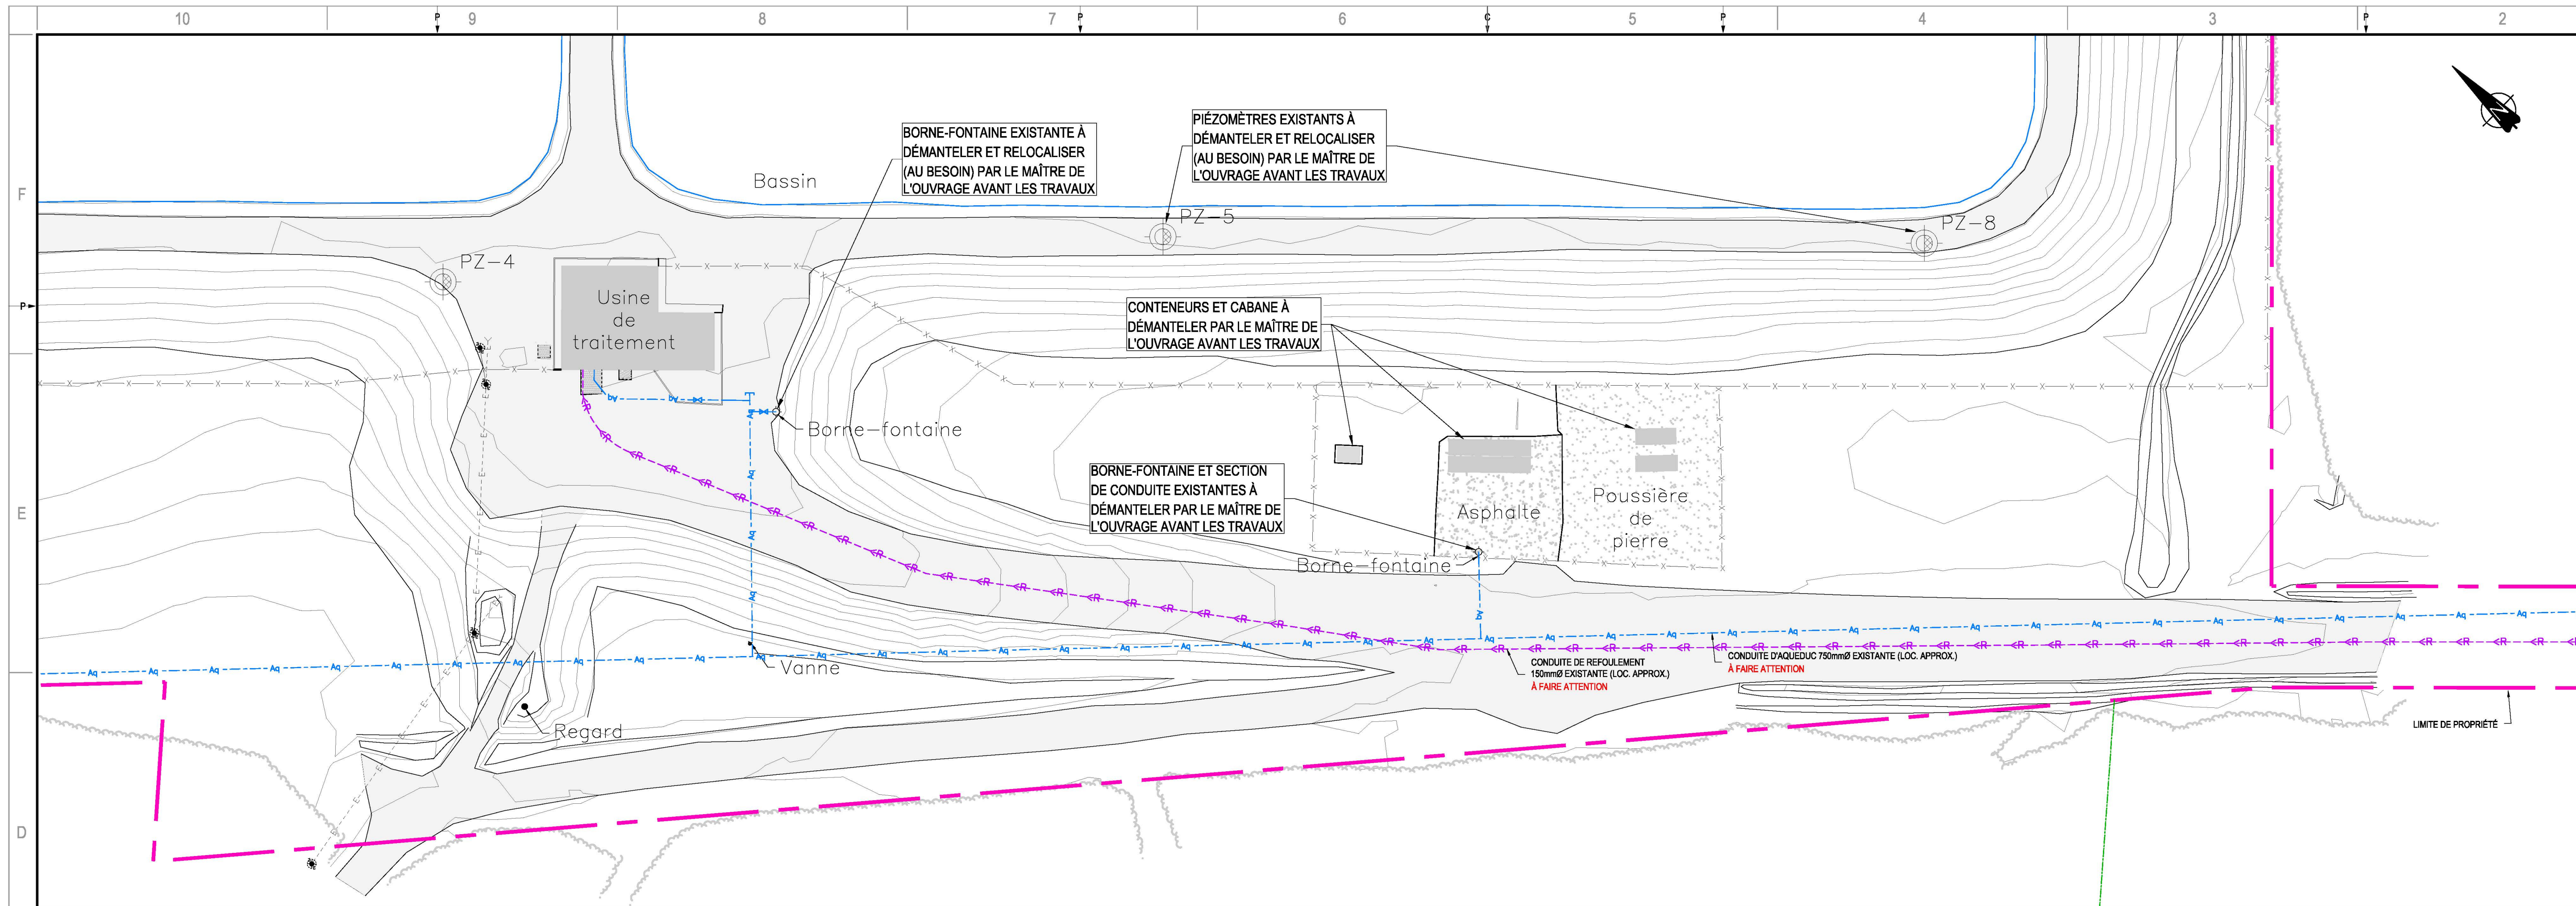 10
9
8
7
6
5
4
3
2
P
P
C
P
P
F
P
E
D
BORNE-FONTAINE EXISTANTE À
DÉMANTELER ET RELOCALISER
(AU BESOIN) PAR LE MAÎTRE DE
L'OUVRAGE AVANT LES TRAVAUX
PIÉZOMÈTRES EXISTANTS À
DÉMANTELER ET RELOCALISER
(AU BESOIN) PAR LE MAÎTRE DE
L'OUVRAGE AVANT LES TRAVAUX
Bassin
PZ-5
PZ-8
PZ-4
Usine
de
traitement
CONTENEURS ET CABANE À
DÉMANTELER PAR LE MAÎTRE DE
L'OUVRAGE AVANT LES TRAVAUX
Borne-fontaine
BORNE-FONTAINE ET SECTION
DE CONDUITE EXISTANTES À
DÉMANTELER PAR LE MAÎTRE DE
L'OUVRAGE AVANT LES TRAVAUX
Asphalte
Poussière
de
pierre
Borne-fontaine
Vanne
CONDUITE DE REFOULEMENT
150mmØ EXISTANTE (LOC. APPROX.)
À FAIRE ATTENTION
CONDUITE D'AQUEDUC 750mmØ EXISTANTE (LOC. APPROX.)
À FAIRE ATTENTION
Regard
LIMITE DE PROPRIÉTÉ